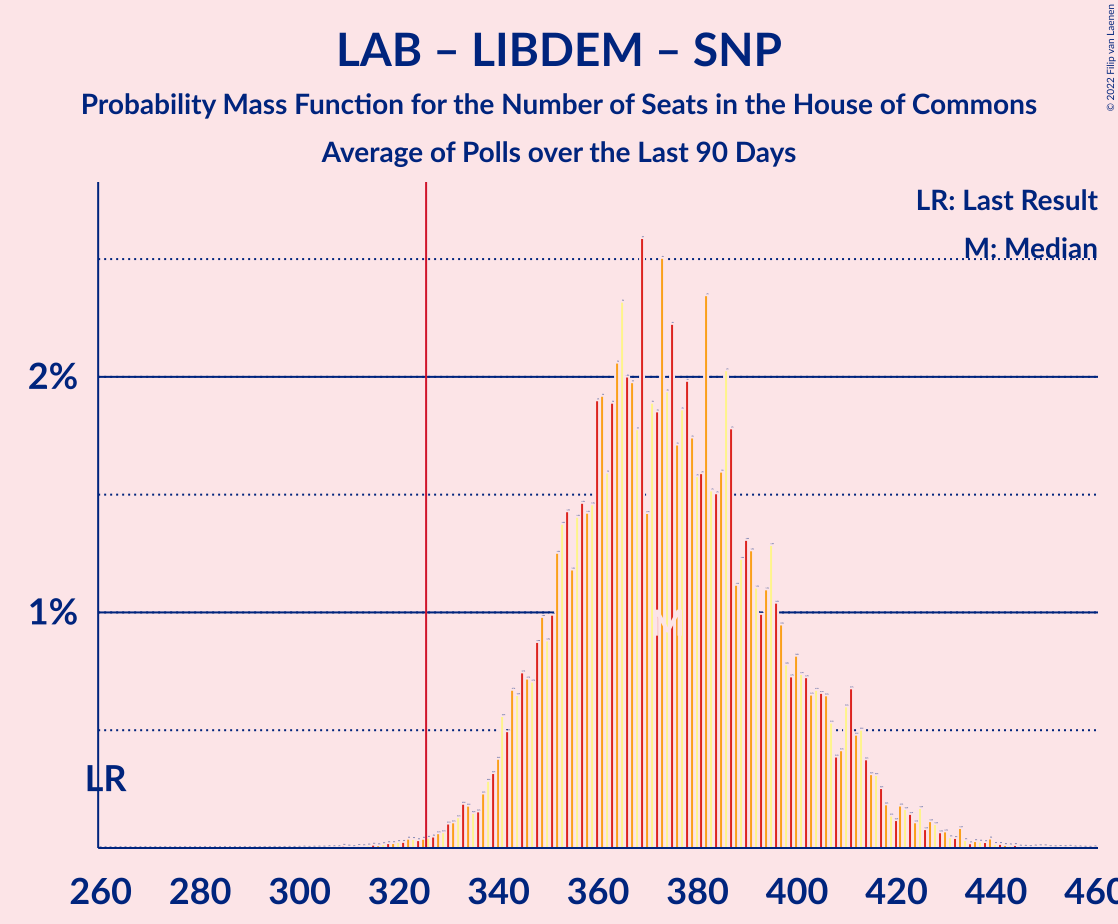 LAB – LIBDEM – SNP
Probability Mass Function for the Number of Seats in the House of Commons
Average of Polls over the Last 90 Days
© 2022 Filip van Laenen
LR: Last Result
M: Median
2%
1%
M
LR
260 280 300 320 340 360 380 400 420 440 460